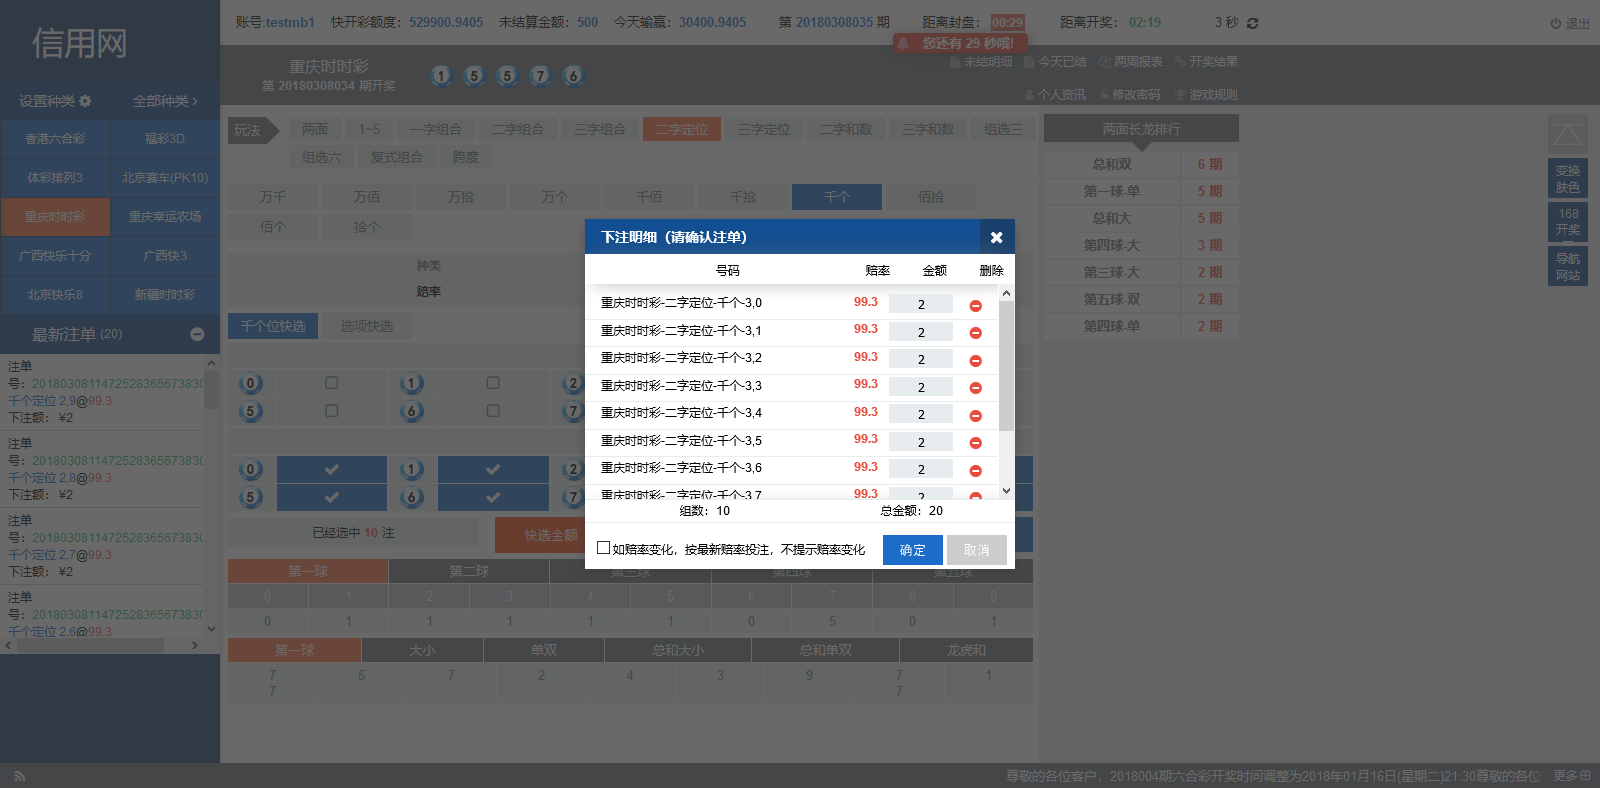 信用网
账号:testmb1 快开彩额度：529900.9405 未结算金额：500 今天输赢：30400.9405 第 20180308035 期 距离封盘：00:29 距离开奖：02:19 3 秒 退出
您还有 29 秒哦!
重庆时时彩
第 20180308034 期开奖
1 5 5 7 6
未结明细 今天已结 两周报表 开奖结果
个人资讯 修改密码 游戏规则
设置种类 全部种类
香港六合彩 福彩3D
体彩排列3 北京赛车(PK10)
重庆时时彩 重庆幸运农场
广西快乐十分 广西快3
北京快乐8 新疆时时彩
最新注单 (20)
注单
号：2018030811472528365673830
千个定位 2,9@99.3
下注额： ¥2
注单
号：2018030811472528365673830
千个定位 2,8@99.3
下注额： ¥2
注单
号：2018030811472528365673830
千个定位 2,7@99.3
下注额： ¥2
注单
号：2018030811472528365673830
千个定位 2,6@99.3
玩法 两面 1~5 一字组合 二字组合 三字组合 二字定位 三字定位 二字和数 三字和数 组选三
组选六 复式组合 跨度
万千 万佰 万拾 万个 千佰 千拾 千个 佰拾
佰个 拾个
种类
赔率
千个位快选 选项快选
0 1 2
5 6 7
0 1 2
5 6 7
已经选中 10 注 快选金额
第一球 第二球 第三球 第四球 第五球
0 1 2 3 4 5 6 7 8 9
0 1 1 1 1 1 0 5 0 1
第一球 大小 单双 总和大小 总和单双 龙虎和
7 5 7 2 4 3 9 7 1
7 7
下注明细（请确认注单）
号码 赔率 金额 删除
重庆时时彩-二字定位-千个-3,0 99.3 2
重庆时时彩-二字定位-千个-3,1 99.3 2
重庆时时彩-二字定位-千个-3,2 99.3 2
重庆时时彩-二字定位-千个-3,3 99.3 2
重庆时时彩-二字定位-千个-3,4 99.3 2
重庆时时彩-二字定位-千个-3,5 99.3 2
重庆时时彩-二字定位-千个-3,6 99.3 2
重庆时时彩-二字定位-千个-3,7 99.3 2
组数：10 总金额：20
如赔率变化，按最新赔率投注，不提示赔率变化 确定 取消
两面长龙排行
总和双 6 期
第一球-单 5 期
总和大 5 期
第四球-大 3 期
第三球-大 2 期
第五球-双 2 期
第四球-单 2 期
变换
肤色
168
开奖
导航
网站
尊敬的各位客户，2018004期六合彩开奖时间调整为2018年01月16日(星期二)21:30尊敬的各位 更多